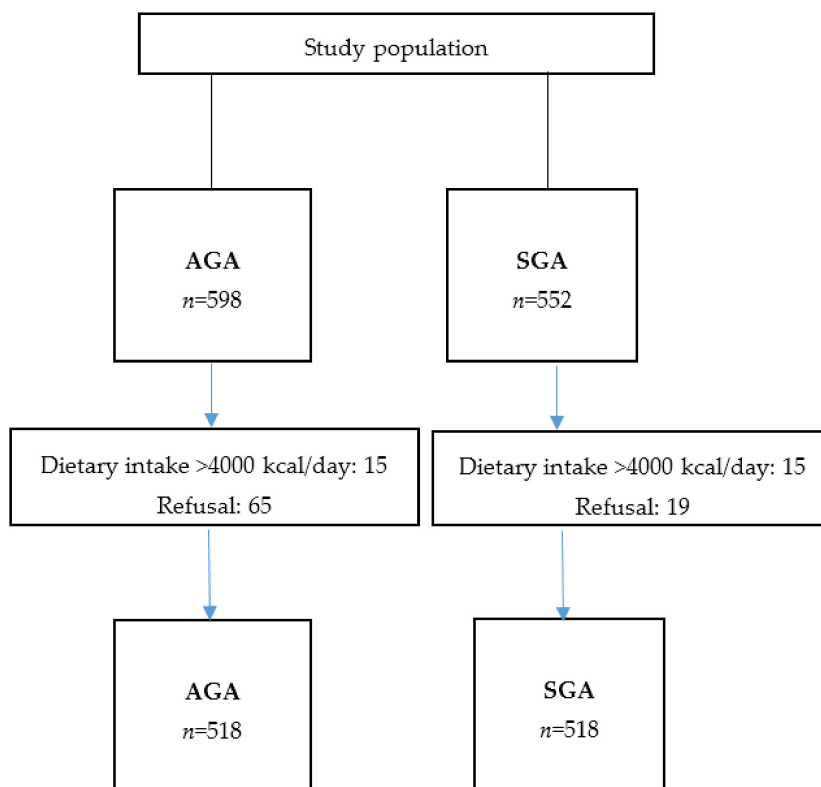 Study population
AGA
n=598
SGA
n=552
Dietary intake >4000 kcal/day: 15
Refusal: 65
Dietary intake >4000 kcal/day: 15
Refusal: 19
AGA
n=518
SGA
n=518